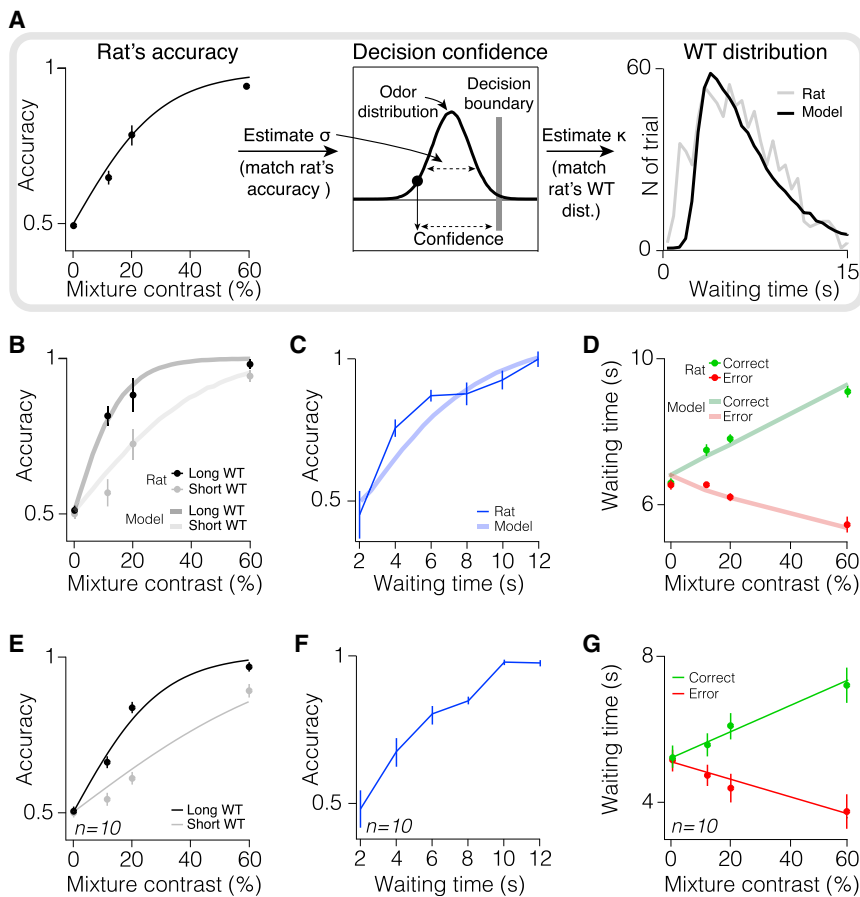 A
Rat's accuracy
Decision confidence
WT distribution
1
0.5
Accuracy
0
20
40
60
Mixture contrast (%)
Estimate σ
(match rat's
accuracy )
Odor
distribution
Decision
boundary
Confidence
Estimate κ
(match
rat's WT
dist.)
60
0
N of trial
Rat
Model
0
15
Waiting time (s)
B
1
0.5
Accuracy
Rat
Long WT
Short WT
Model
Long WT
Short WT
0
20
40
60
Mixture contrast (%)
C
1
0.5
Accuracy
Rat
Model
2
4
6
8
10
12
Waiting time (s)
D
10
6
Waiting time (s)
Rat
Correct
Error
Model
Correct
Error
0
20
40
60
Mixture contrast (%)
E
1
0.5
Accuracy
Long WT
Short WT
n=10
0
20
40
60
Mixture contrast (%)
F
1
0.5
Accuracy
n=10
2
4
6
8
10
12
Waiting time (s)
G
8
4
Waiting time (s)
Correct
Error
n=10
0
20
40
60
Mixture contrast (%)